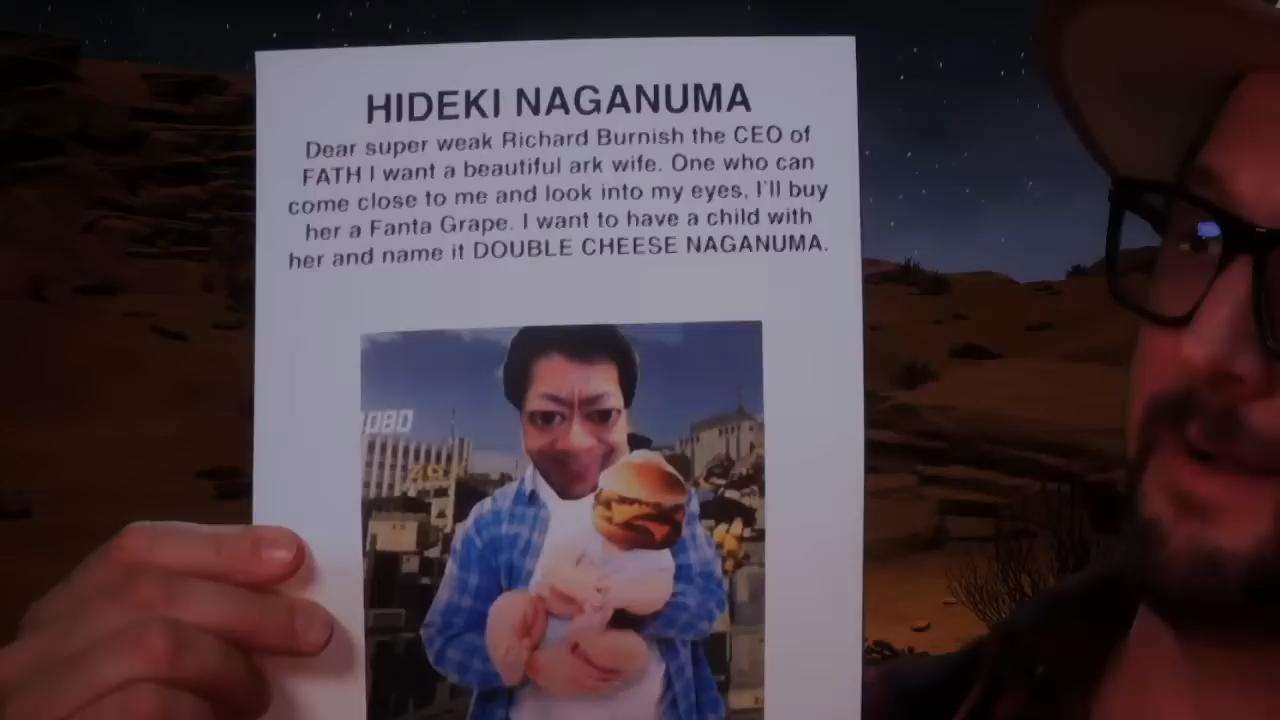 HIDEKI NAGANUMA
Dear super weak Richard Burnish the CEO of
FATH I want a beautiful ark wife. One who can
come close to me and look into my eyes, I'll buy
her a Fanta Grape. I want to have a child with
her and name it DOUBLE CHEESE NAGANUMA.